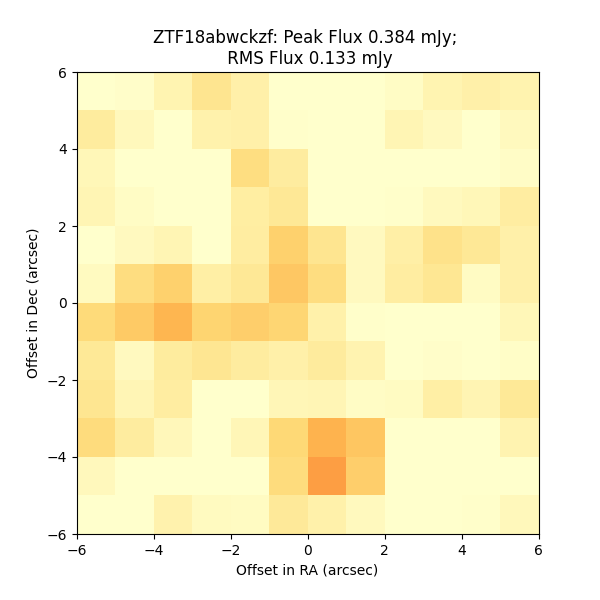 ZTF18abwckzf: Peak Flux 0.384 mJy;
RMS Flux 0.133 mJy
6
4
2
0
−2
−4
−6
Offset in Dec (arcsec)
−6 −4 −2 0 2 4 6
Offset in RA (arcsec)